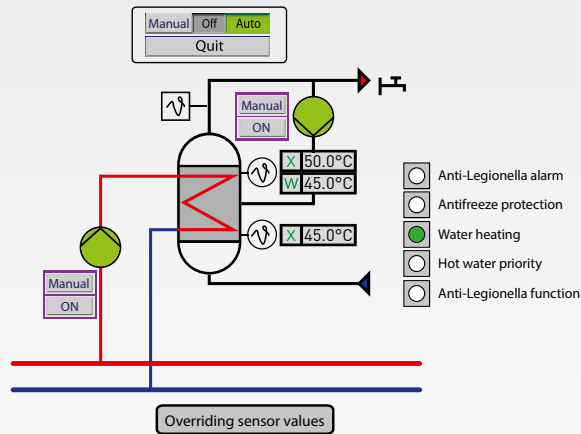 Manual Off Auto
Quit
Manual
ON
X 50.0°C
W 45.0°C
X 45.0°C
Manual
ON
Anti-Legionella alarm
Antifreeze protection
Water heating
Hot water priority
Anti-Legionella function
Overriding sensor values